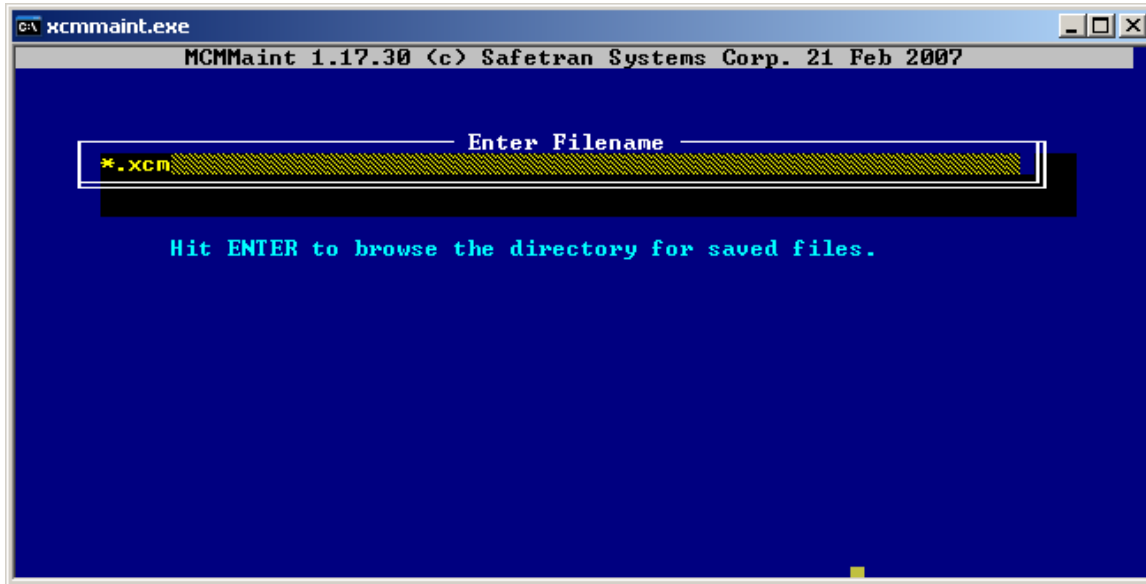 xcmmaint.exe
MCMMaint 1.17.30 (c) Safetran Systems Corp. 21 Feb 2007
Enter Filename
*.xcm
Hit ENTER to browse the directory for saved files.